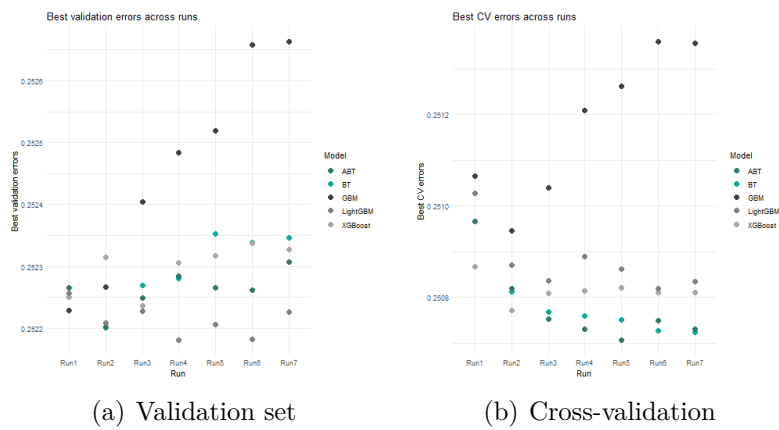 Best validation errors across runs
0.2526
0.2525
0.2524
0.2523
0.2522
Best validation errors
Run1 Run2 Run3 Run4 Run5 Run6 Run7
Run
Model
ABT
BT
GBM
LightGBM
XGBoost
(a) Validation set
Best CV errors across runs
0.2512
0.2510
0.2508
Best CV errors
Run1 Run2 Run3 Run4 Run5 Run6 Run7
Run
Model
ABT
BT
GBM
LightGBM
XGBoost
(b) Cross-validation